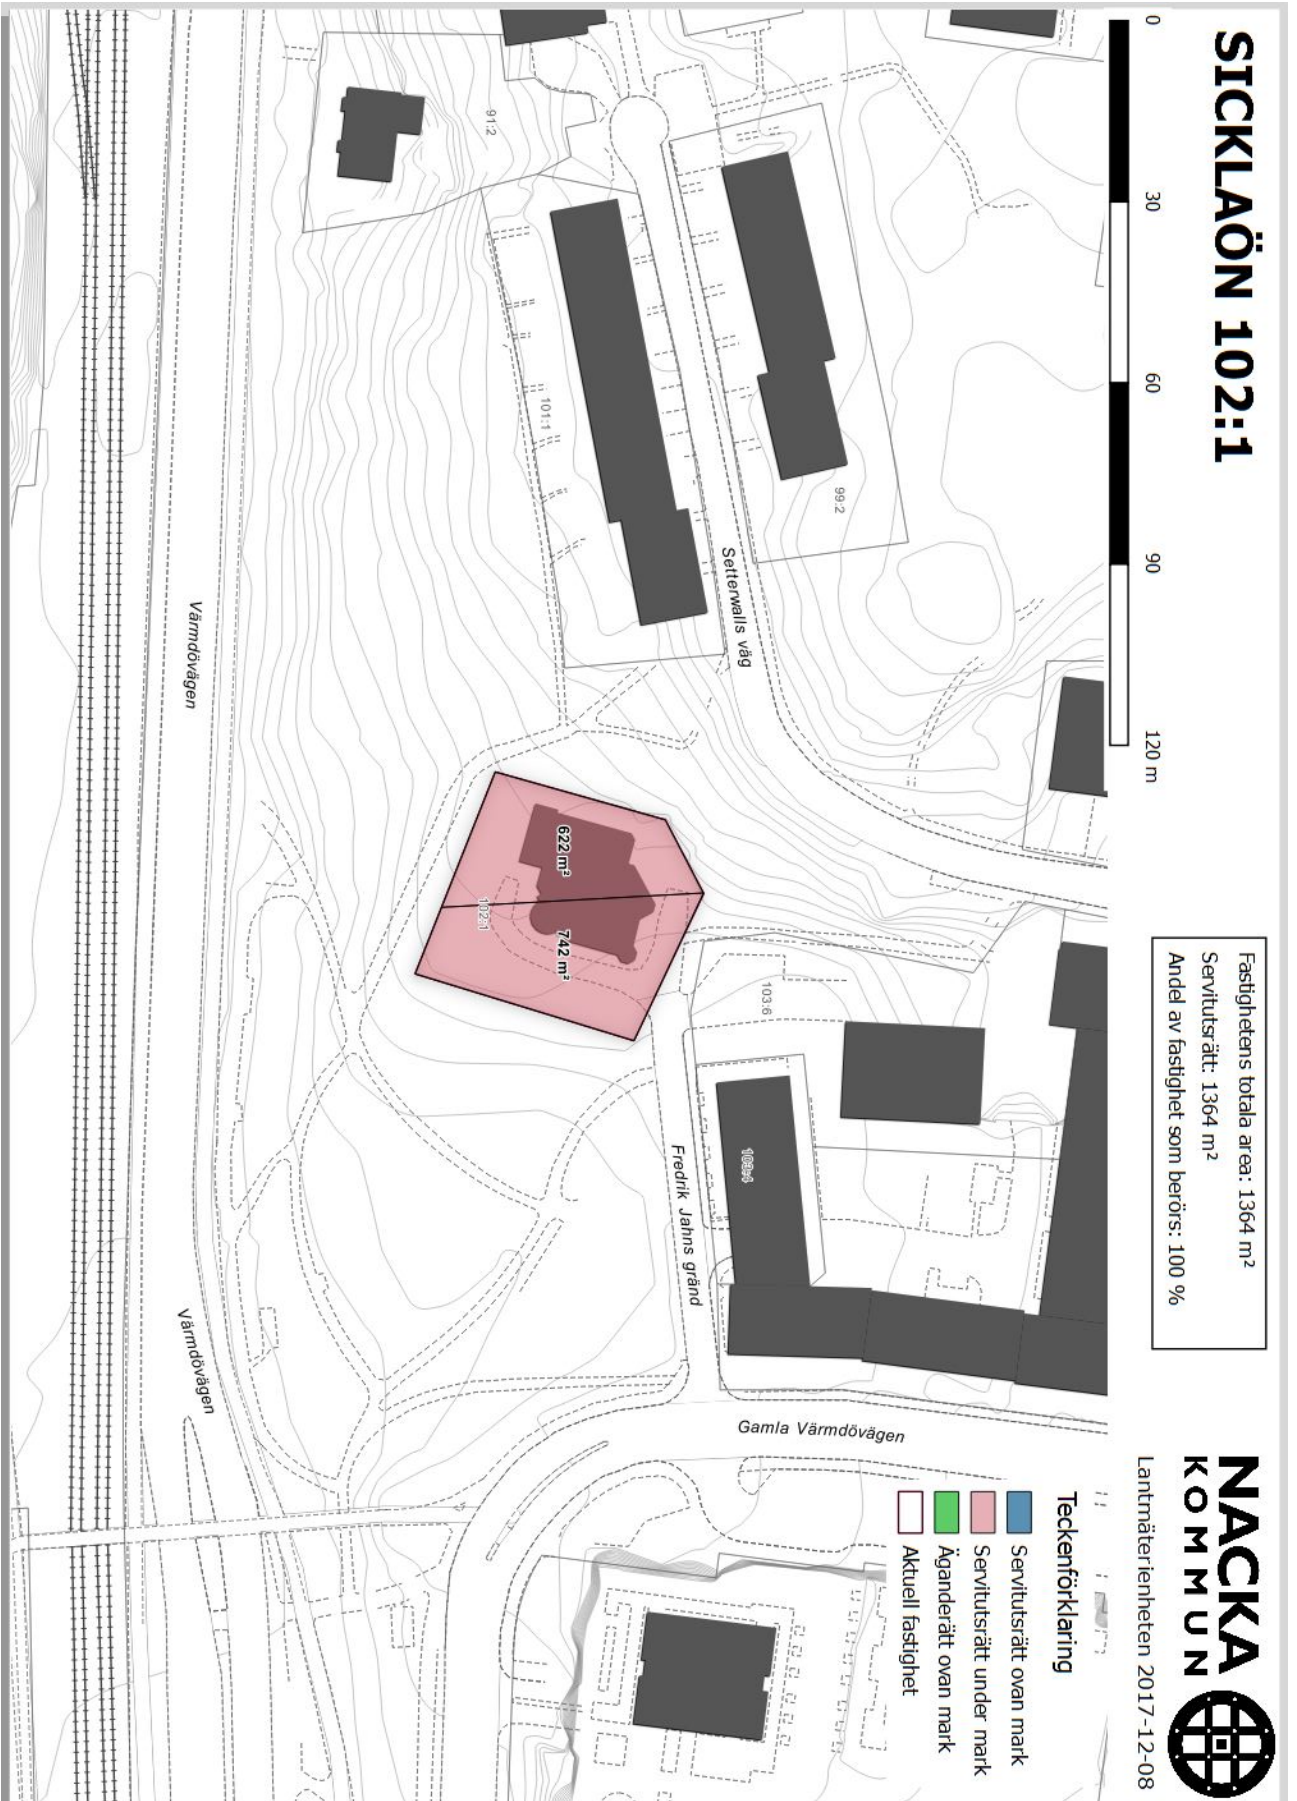 SICKLAÖN 102:1
0 30 60 90 120 m
Fastighetens totala area: 1364 m²
Servitutsrätt: 1364 m²
Andel av fastighet som berörs: 100 %
NACKA
KOMMUN
Lantmäterienheten 2017-12-08
Teckenförklaring
Servitutsrätt ovan mark
Servitutsrätt under mark
Äganderätt ovan mark
Aktuell fastighet
99:2
Setterwalls väg
103:6
103:4
Gamla Värmdövägen
Fredrik Jahns gränd
91:2
101:1
622 m²
742 m²
102:1
Värmdövägen
Värmdövägen